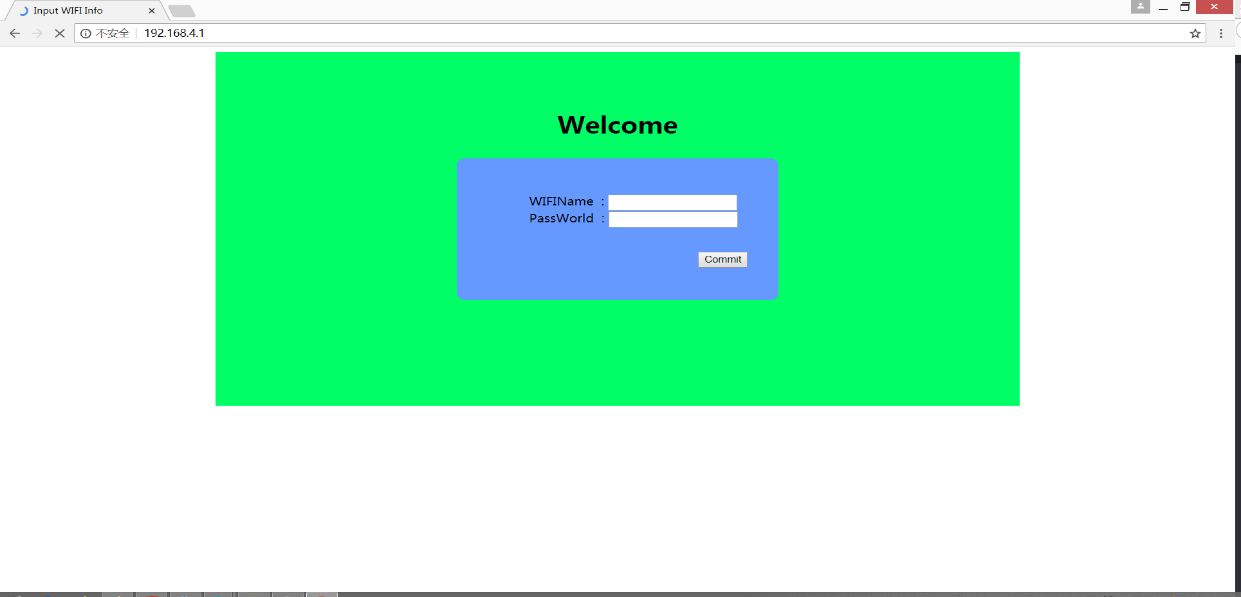 Input WIFI Info
不安全 192.168.4.1
Welcome
WIFIName :
PassWorld :
Commit